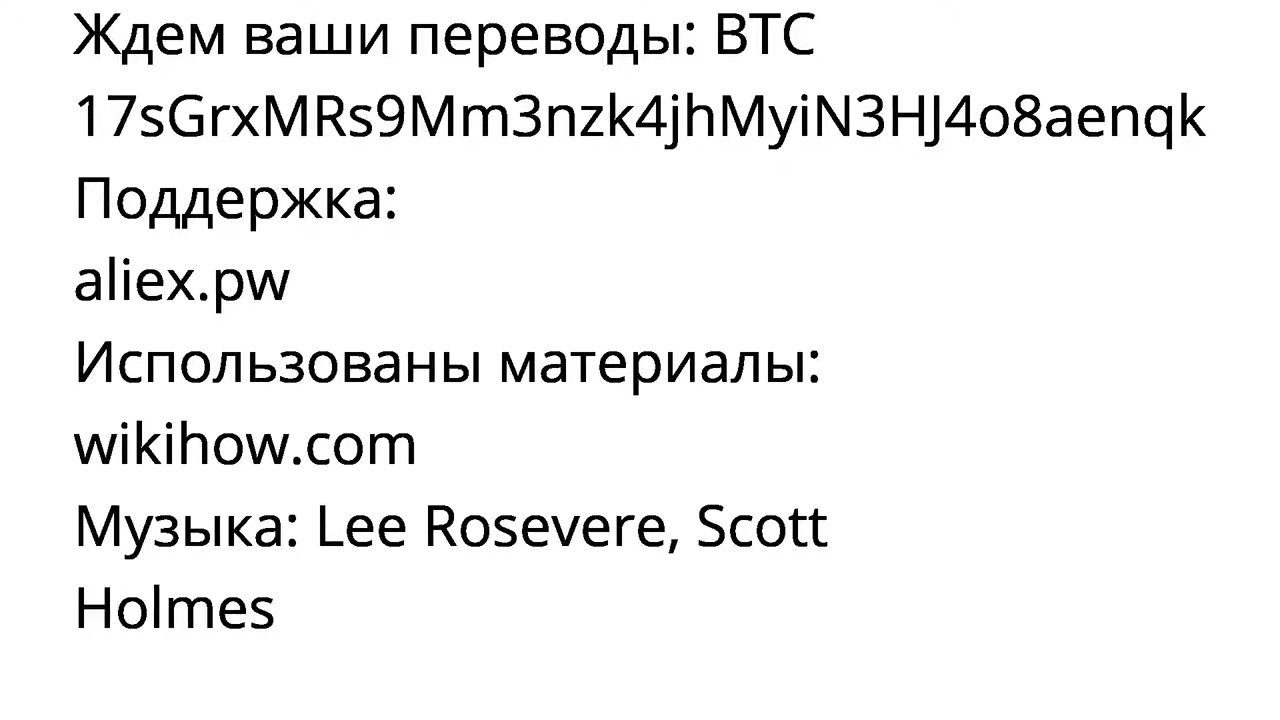 Ждем ваши переводы: BTC
17sGrxMRs9Mm3nzk4jhMyiN3HJ4o8aenqk
Поддержка:
aliex.pw
Использованы материалы:
wikihow.com
Музыка: Lee Rosevere, Scott
Holmes